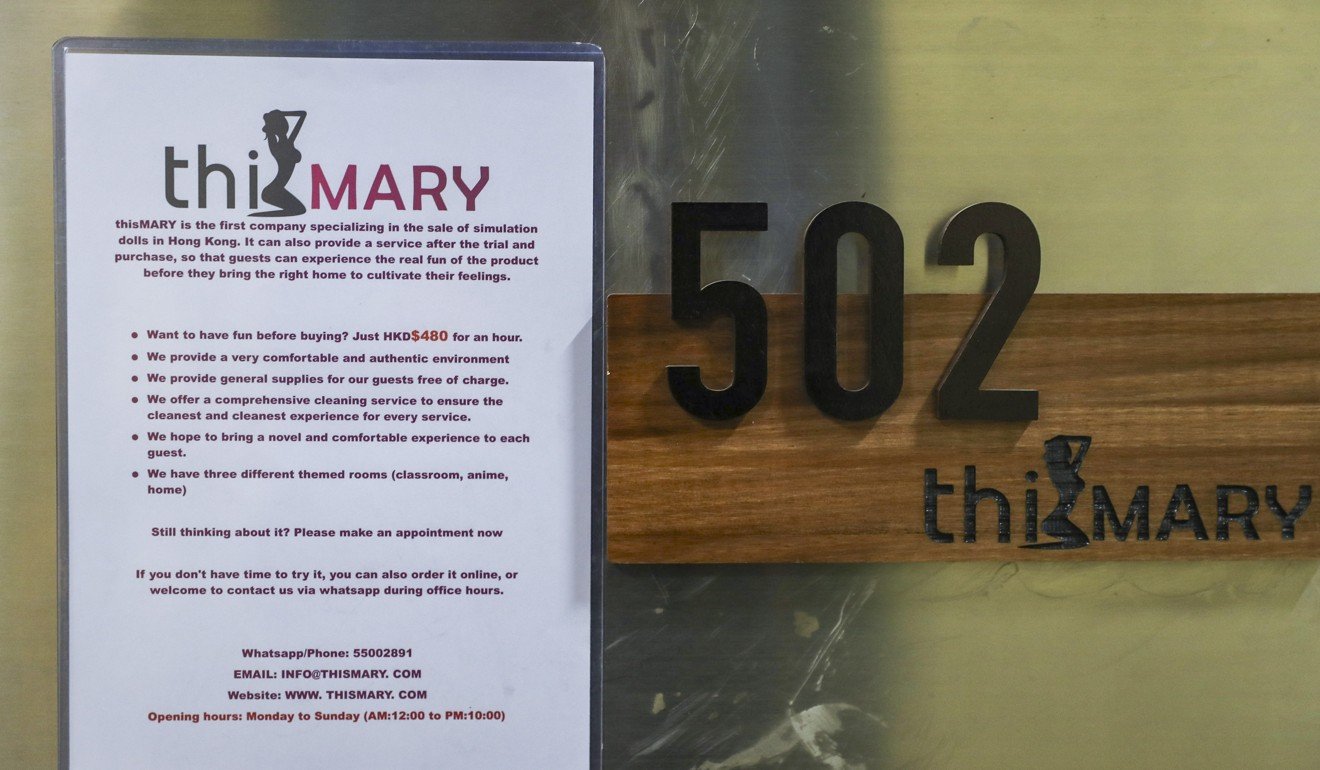 thisMARY
thisMARY is the first company specializing in the sale of simulation
dolls in Hong Kong. It can also provide a service after the trial and
purchase, so that guests can experience the real fun of the product
before they bring the right home to cultivate their feelings.
● Want to have fun before buying? Just HKD$480 for an hour.
● We provide a very comfortable and authentic environment
● We provide general supplies for our guests free of charge.
● We offer a comprehensive cleaning service to ensure the
cleanest and cleanest experience for every service.
● We hope to bring a novel and comfortable experience to each
guest.
● We have three different themed rooms (classroom, anime,
home)
Still thinking about it? Please make an appointment now
If you don't have time to try it, you can also order it online, or
welcome to contact us via whatsapp during office hours.
Whatsapp/Phone: 55002891
EMAIL: INFO@THISMARY. COM
Website: WWW. THISMARY. COM
Opening hours: Monday to Sunday (AM:12:00 to PM:10:00)
502
thisMARY